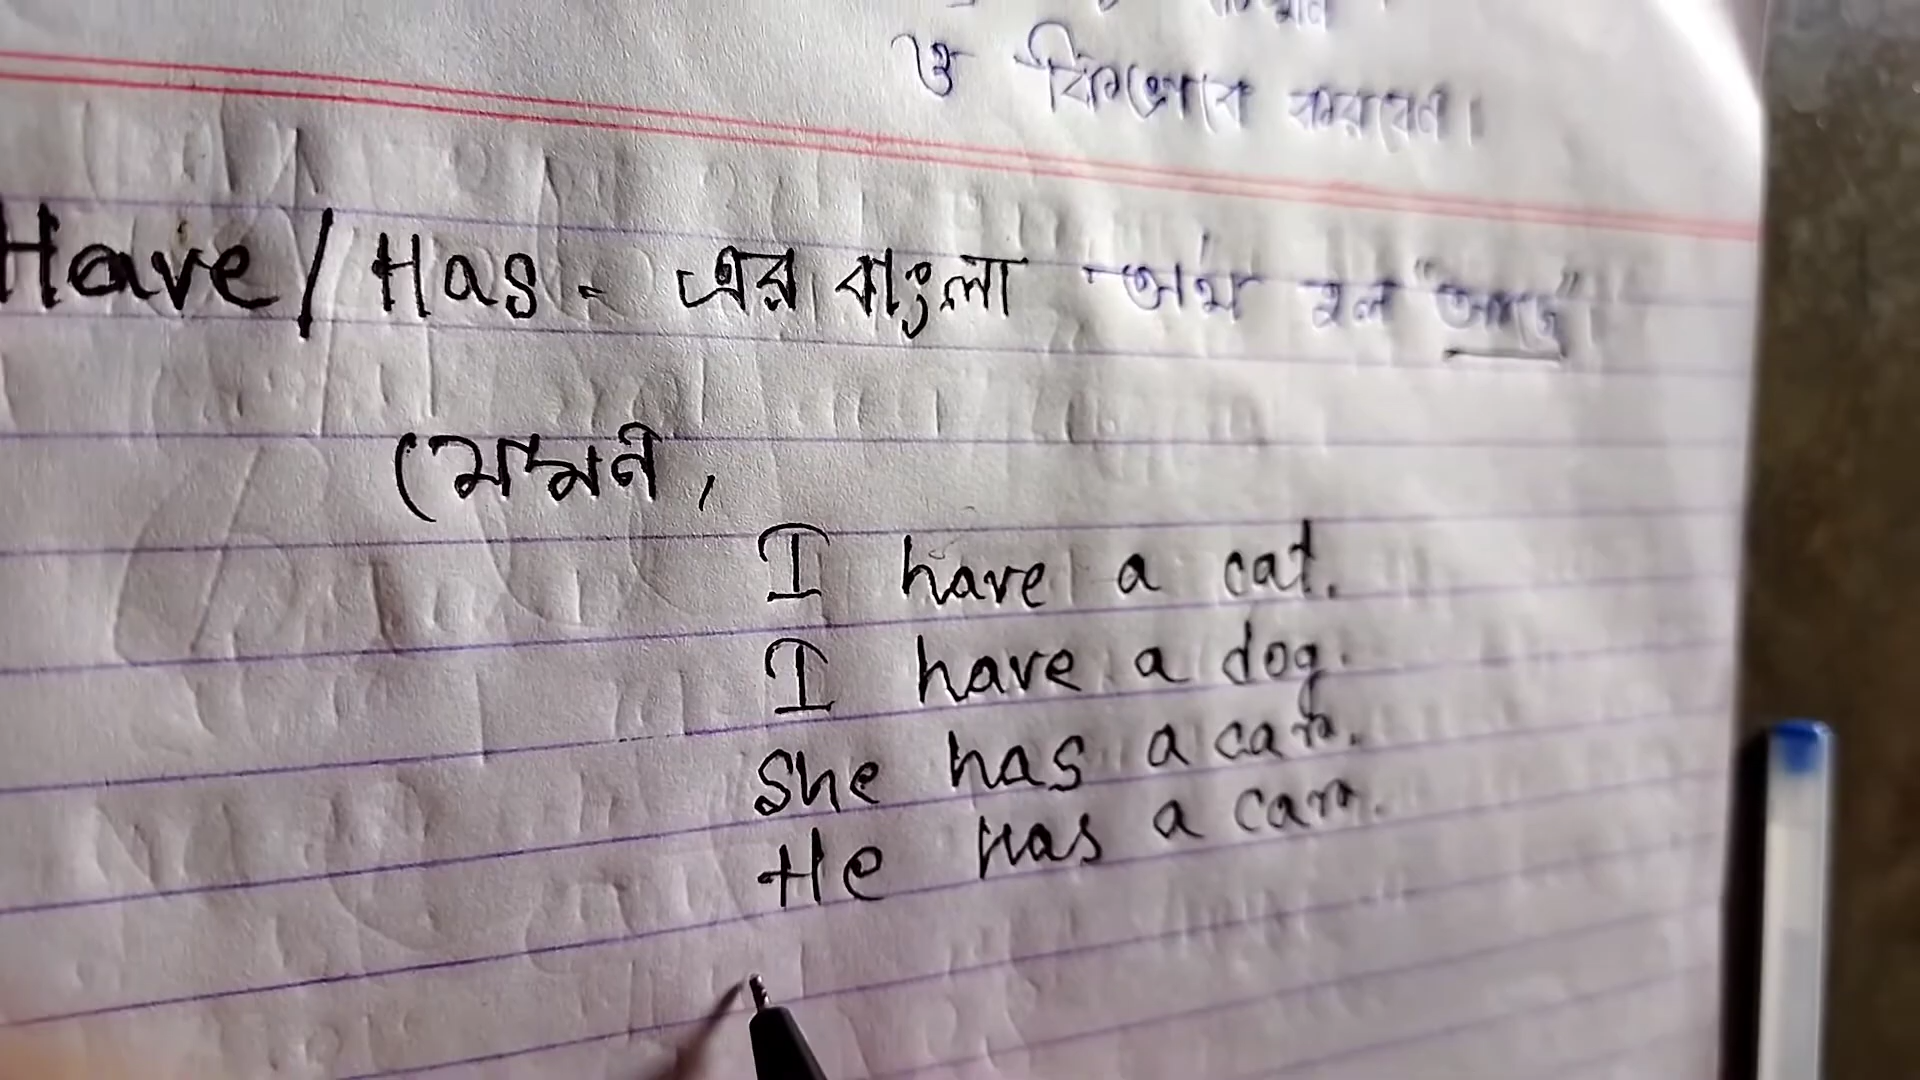 ও কিভাবে করবেন।
Have/Has - এর বাংলা অর্থ হল "আছে"।
যেমন,
I have a cat.
I have a dog.
She has a car.
He has a car.